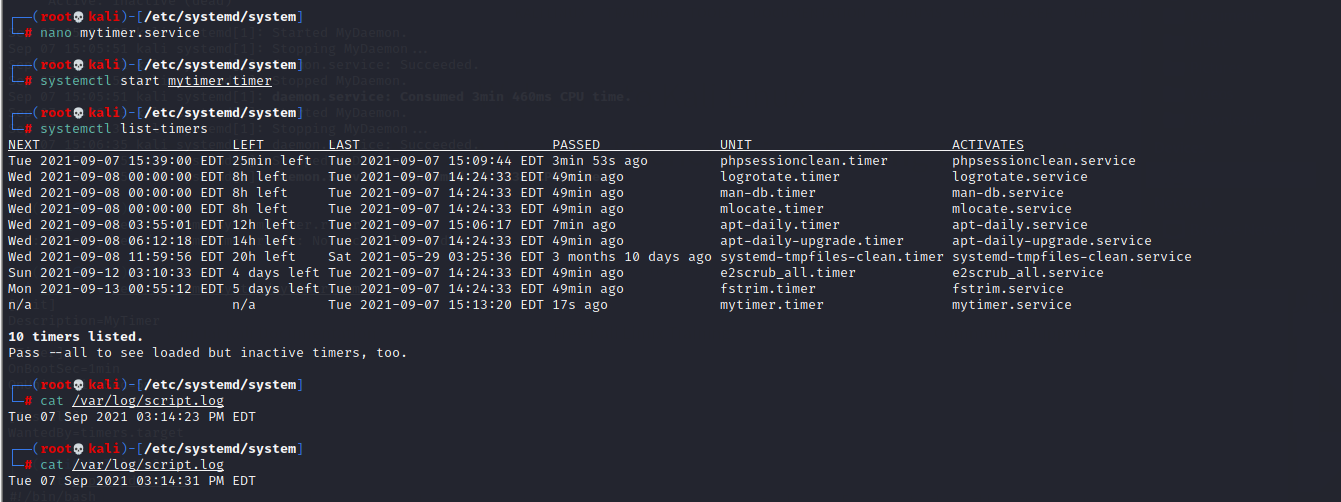 ┌──(root💀kali)-[/etc/systemd/system]
└─# nano mytimer.service
┌──(root💀kali)-[/etc/systemd/system]
└─# systemctl start mytimer.timer
┌──(root💀kali)-[/etc/systemd/system]
└─# systemctl list-timers
NEXT LEFT LAST PASSED UNIT ACTIVATES
Tue 2021-09-07 15:39:00 EDT 25min left Tue 2021-09-07 15:09:44 EDT 3min 53s ago phpsessionclean.timer phpsessionclean.service
Wed 2021-09-08 00:00:00 EDT 8h left Tue 2021-09-07 14:24:33 EDT 49min ago logrotate.timer logrotate.service
Wed 2021-09-08 00:00:00 EDT 8h left Tue 2021-09-07 14:24:33 EDT 49min ago man-db.timer man-db.service
Wed 2021-09-08 00:00:00 EDT 8h left Tue 2021-09-07 14:24:33 EDT 49min ago mlocate.timer mlocate.service
Wed 2021-09-08 03:55:01 EDT 12h left Tue 2021-09-07 15:06:17 EDT 7min ago apt-daily.timer apt-daily.service
Wed 2021-09-08 06:12:18 EDT 14h left Tue 2021-09-07 14:24:33 EDT 49min ago apt-daily-upgrade.timer apt-daily-upgrade.service
Wed 2021-09-08 11:59:56 EDT 20h left Sat 2021-05-29 03:25:36 EDT 3 months 10 days ago systemd-tmpfiles-clean.timer systemd-tmpfiles-clean.service
Sun 2021-09-12 03:10:33 EDT 4 days left Tue 2021-09-07 14:24:33 EDT 49min ago e2scrub_all.timer e2scrub_all.service
Mon 2021-09-13 00:55:12 EDT 5 days left Tue 2021-09-07 14:24:33 EDT 49min ago fstrim.timer fstrim.service
n/a n/a Tue 2021-09-07 15:13:20 EDT 17s ago mytimer.timer mytimer.service
10 timers listed.
Pass --all to see loaded but inactive timers, too.
┌──(root💀kali)-[/etc/systemd/system]
└─# cat /var/log/script.log
Tue 07 Sep 2021 03:14:23 PM EDT
┌──(root💀kali)-[/etc/systemd/system]
└─# cat /var/log/script.log
Tue 07 Sep 2021 03:14:31 PM EDT